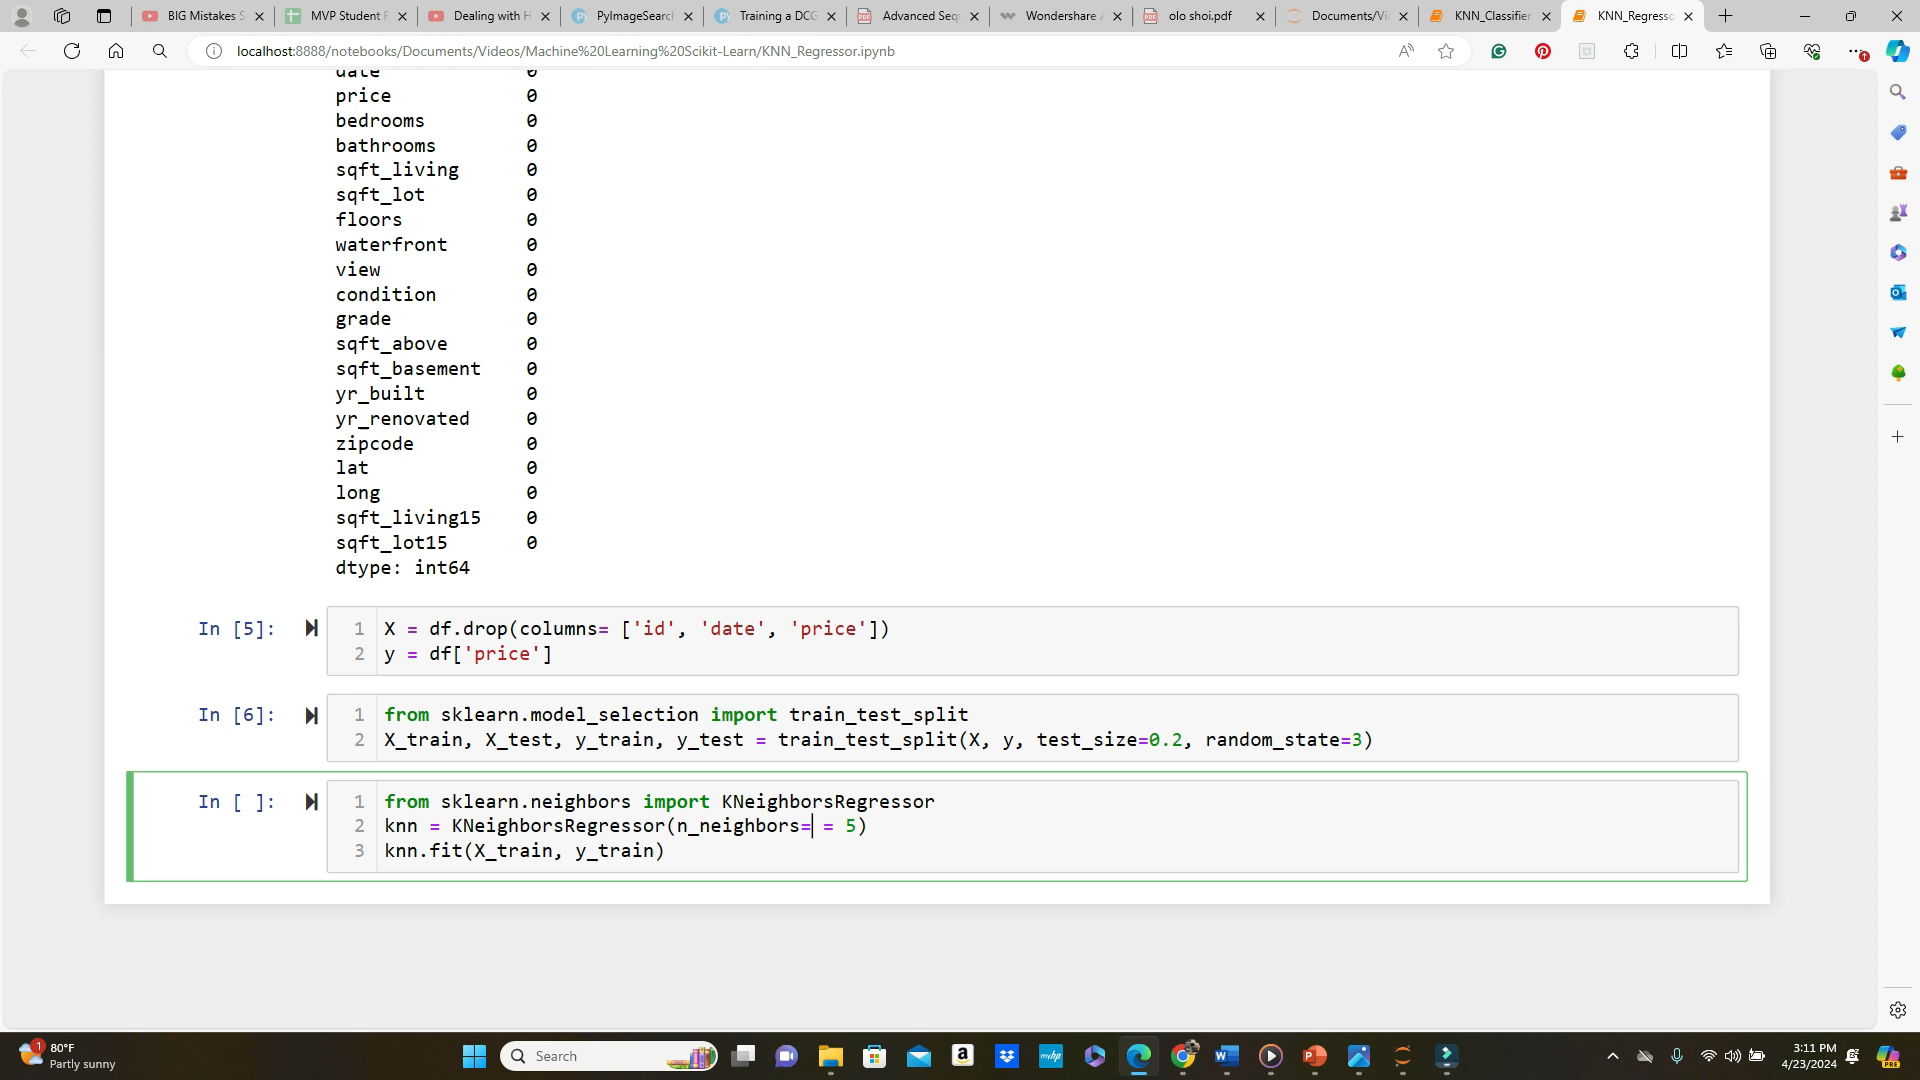 BIG Mistakes S
MVP Student F
Dealing with H
PyImageSearc
Training a DCG
Advanced Seq
Wondershare
olo shoi.pdf
Documents/Vi
KNN_Classifier
KNN_Regresso
localhost:8888/notebooks/Documents/Videos/Machine%20Learning%20Scikit-Learn/KNN_Regressor.ipynb
date 0
price 0
bedrooms 0
bathrooms 0
sqft_living 0
sqft_lot 0
floors 0
waterfront 0
view 0
condition 0
grade 0
sqft_above 0
sqft_basement 0
yr_built 0
yr_renovated 0
zipcode 0
lat 0
long 0
sqft_living15 0
sqft_lot15 0
dtype: int64
In [5]: 1 X = df.drop(columns= ['id', 'date', 'price'])
2 y = df['price']
In [6]: 1 from sklearn.model_selection import train_test_split
2 X_train, X_test, y_train, y_test = train_test_split(X, y, test_size=0.2, random_state=3)
In [ ]: 1 from sklearn.neighbors import KNeighborsRegressor
2 knn = KNeighborsRegressor(n_neighbors= = 5)
3 knn.fit(X_train, y_train)
1
80°F
Partly sunny
Search
3:11 PM
4/23/2024